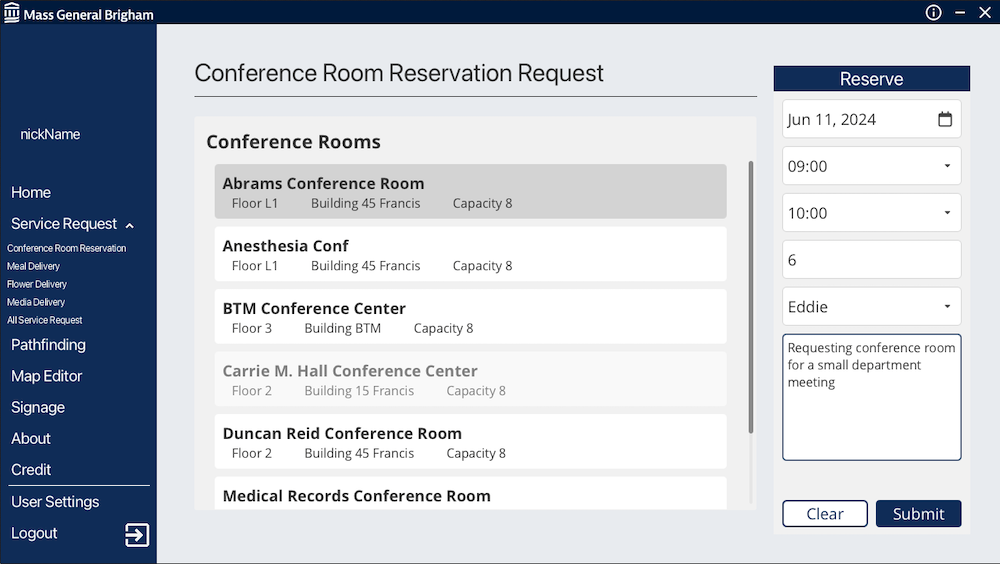 Mass General Brigham
nickName
Home
Service Request
Conference Room Reservation
Meal Delivery
Flower Delivery
Media Delivery
All Service Request
Pathfinding
Map Editor
Signage
About
Credit
User Settings
Logout
Conference Room Reservation Request
Conference Rooms
Abrams Conference Room
Floor L1 Building 45 Francis Capacity 8
Anesthesia Conf
Floor L1 Building 45 Francis Capacity 8
BTM Conference Center
Floor 3 Building BTM Capacity 8
Carrie M. Hall Conference Center
Floor 2 Building 15 Francis Capacity 8
Duncan Reid Conference Room
Floor 2 Building 45 Francis Capacity 8
Medical Records Conference Room
Reserve
Jun 11, 2024
09:00
10:00
6
Eddie
Requesting conference room
for a small department
meeting
Clear Submit